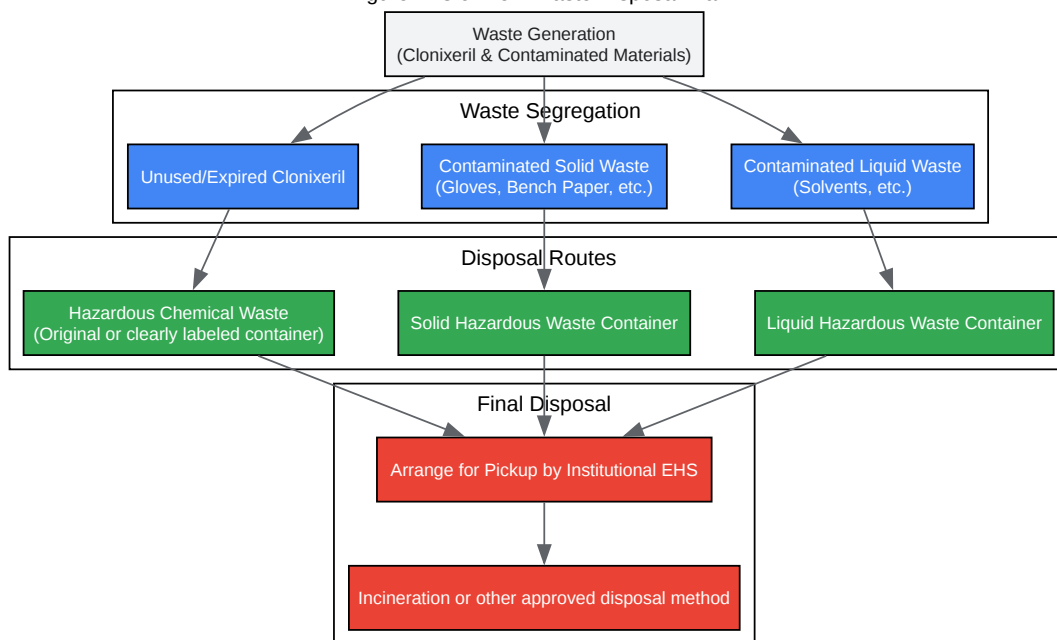 Waste Generation
(Clonixeril & Contaminated Materials)
Waste Segregation
Unused/Expired Clonixeril
Contaminated Solid Waste
(Gloves, Bench Paper, etc.)
Contaminated Liquid Waste
(Solvents, etc.)
Disposal Routes
Hazardous Chemical Waste
(Original or clearly labeled container)
Solid Hazardous Waste Container
Liquid Hazardous Waste Container
Final Disposal
Arrange for Pickup by Institutional EHS
Incineration or other approved disposal method